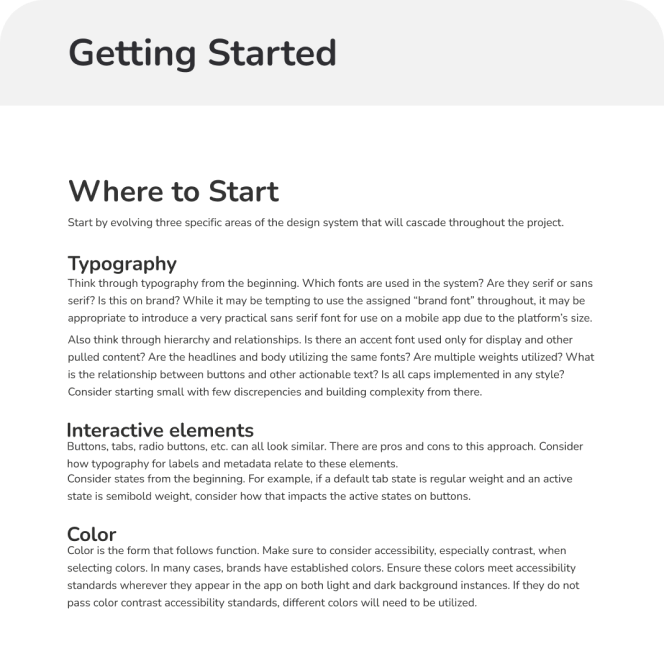 Getting Started
Where to Start
Start by evolving three specific areas of the design system that will cascade throughout the project.
Typography
Think through typography from the beginning. Which fonts are used in the system? Are they serif or sans
serif? Is this on brand? While it may be tempting to use the assigned “brand font” throughout, it may be
appropriate to introduce a very practical sans serif font for use on a mobile app due to the platform’s size.
Also think through hierarchy and relationships. Is there an accent font used only for display and other
pulled content? Are the headlines and body utilizing the same fonts? Are multiple weights utilized? What
is the relationship between buttons and other actionable text? Is all caps implemented in any style?
Consider starting small with few discrepencies and building complexity from there.
Interactive elements
Buttons, tabs, radio buttons, etc. can all look similar. There are pros and cons to this approach. Consider
how typography for labels and metadata relate to these elements.
Consider states from the beginning. For example, if a default tab state is regular weight and an active
state is semibold weight, consider how that impacts the active states on buttons.
Color
Color is the form that follows function. Make sure to consider accessibility, especially contrast, when
selecting colors. In many cases, brands have established colors. Ensure these colors meet accessibility
standards wherever they appear in the app on both light and dark background instances. If they do not
pass color contrast accessibility standards, different colors will need to be utilized.